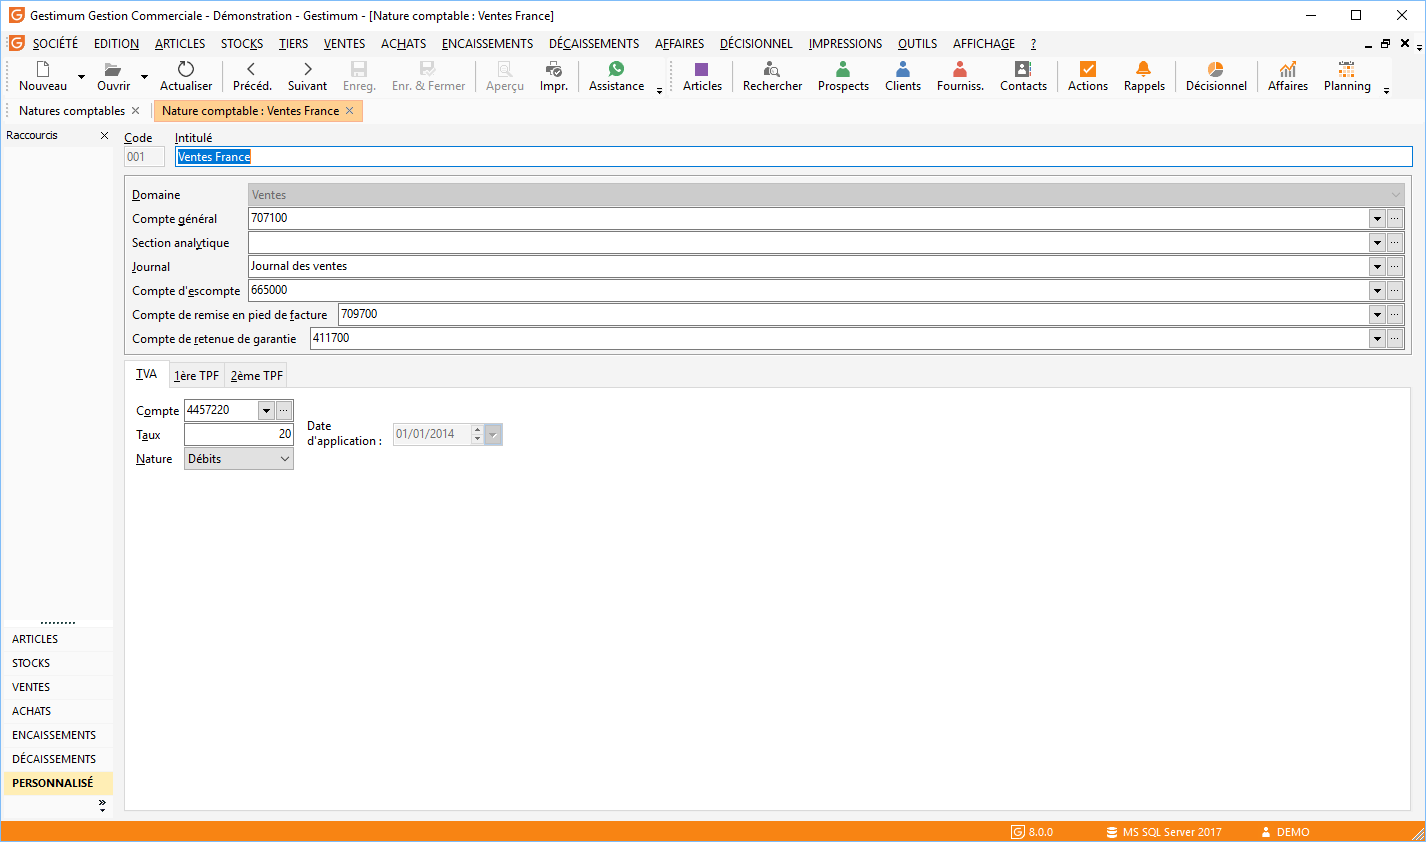 Gestimum Gestion Commerciale - Démonstration - Gestimum - [Nature comptable : Ventes France]
SOCIÉTÉ EDITION ARTICLES STOCKS TIERS VENTES ACHATS ENCAISSEMENTS DÉCAISSEMENTS AFFAIRES DÉCISIONNEL IMPRESSIONS OUTILS AFFICHAGE ?
Nouveau Ouvrir Actualiser Précéd. Suivant Enreg. Enr. & Fermer Aperçu Impr. Assistance Articles Rechercher Prospects Clients Fourniss. Contacts Actions Rappels Décisionnel Affaires Planning
Natures comptables Nature comptable : Ventes France
Raccourcis
Code Intitulé
001 Ventes France
Domaine Ventes
Compte général 707100
Section analytique
Journal Journal des ventes
Compte d'escompte 665000
Compte de remise en pied de facture 709700
Compte de retenue de garantie 411700
TVA 1ère TPF 2ème TPF
Compte 4457220
Taux 20
Date d'application : 01/01/2014
Nature Débits
ARTICLES
STOCKS
VENTES
ACHATS
ENCAISSEMENTS
DÉCAISSEMENTS
PERSONNALISÉ
8.0.0 MS SQL Server 2017 DEMO